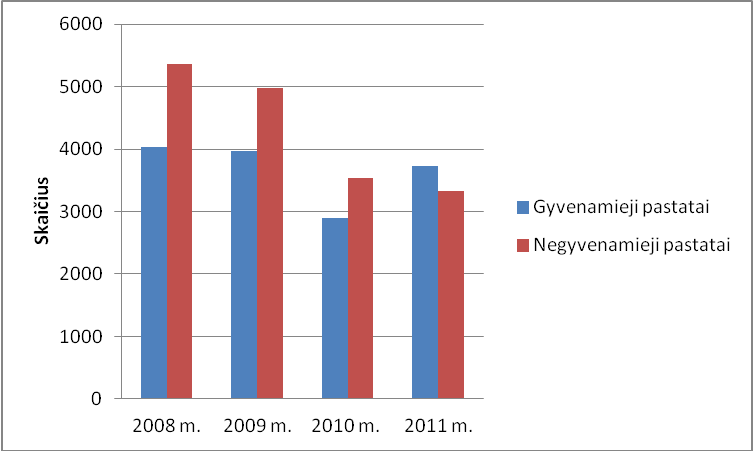 6000
5000
4000
3000
2000
1000
0
Skaičius
2008 m. 2009 m. 2010 m. 2011 m.
Gyvenamieji pastatai
Negyvenamieji pastatai